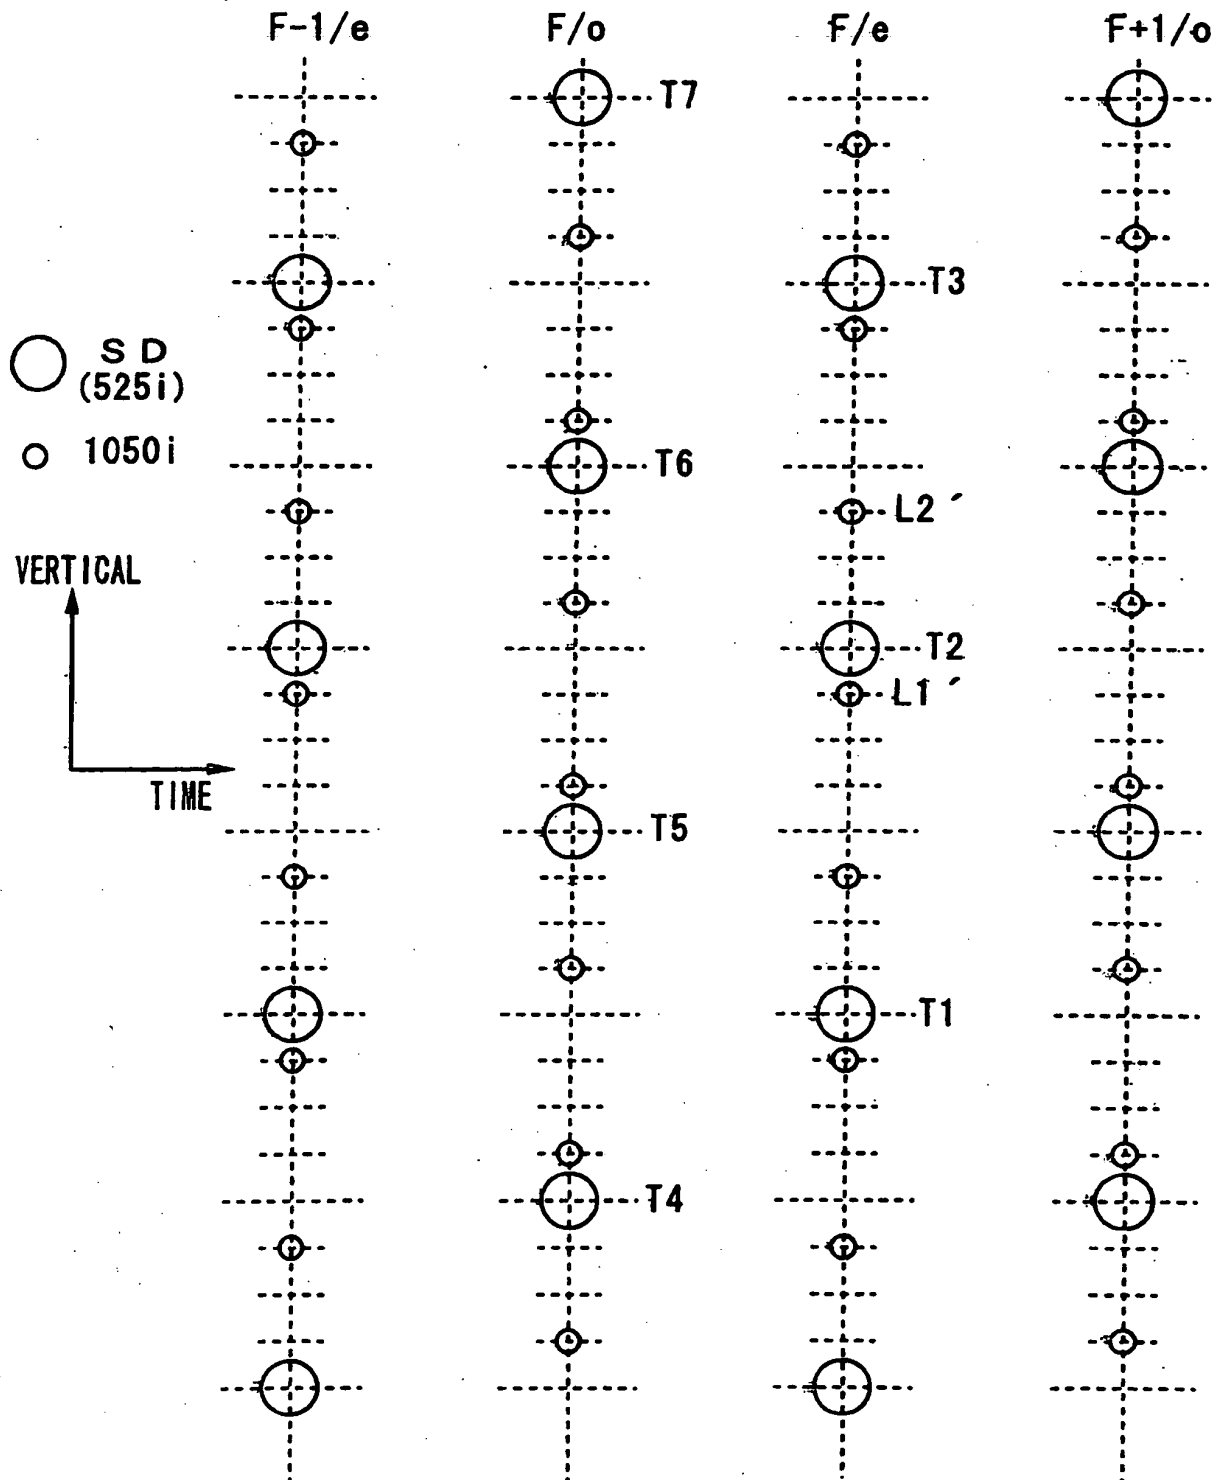 F-1/e
F/o
F/e
F+1/o
T7
T3
SD
(525i)
1050i
T6
L2´
VERTICAL
T2
L1´
TIME
T5
T1
T4